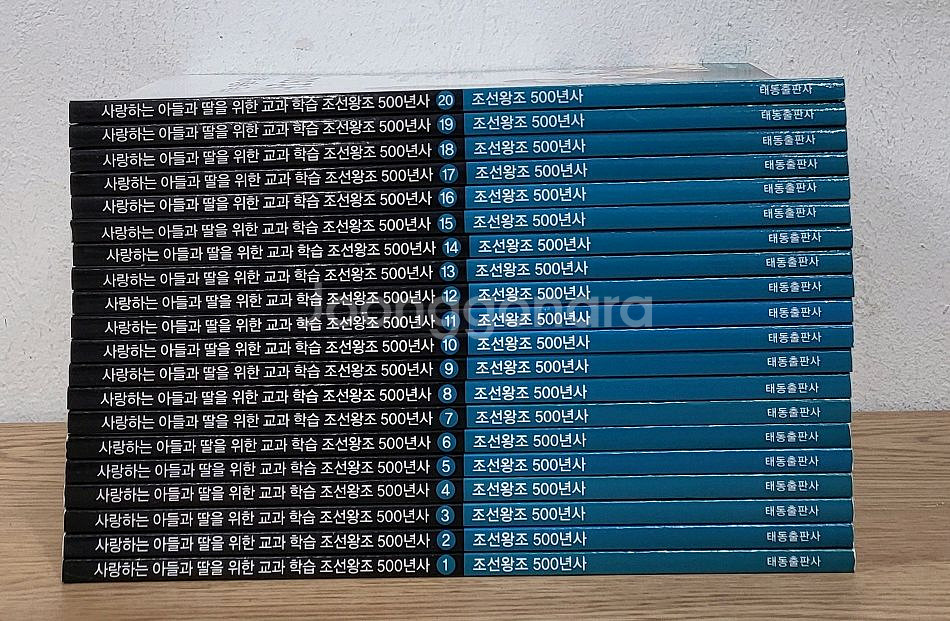 사랑하는 아들과 딸을 위한 교과 학습 조선왕조 500년사 20 조선왕조 500년사 태동출판사
사랑하는 아들과 딸을 위한 교과 학습 조선왕조 500년사 19 조선왕조 500년사 태동출판사
사랑하는 아들과 딸을 위한 교과 학습 조선왕조 500년사 18 조선왕조 500년사 태동출판사
사랑하는 아들과 딸을 위한 교과 학습 조선왕조 500년사 17 조선왕조 500년사 태동출판사
사랑하는 아들과 딸을 위한 교과 학습 조선왕조 500년사 16 조선왕조 500년사 태동출판사
사랑하는 아들과 딸을 위한 교과 학습 조선왕조 500년사 15 조선왕조 500년사 태동출판사
사랑하는 아들과 딸을 위한 교과 학습 조선왕조 500년사 14 조선왕조 500년사 태동출판사
사랑하는 아들과 딸을 위한 교과 학습 조선왕조 500년사 13 조선왕조 500년사 태동출판사
사랑하는 아들과 딸을 위한 교과 학습 조선왕조 500년사 12 조선왕조 500년사 태동출판사
사랑하는 아들과 딸을 위한 교과 학습 조선왕조 500년사 11 조선왕조 500년사 태동출판사
Joonggonara
사랑하는 아들과 딸을 위한 교과 학습 조선왕조 500년사 10 조선왕조 500년사 태동출판사
사랑하는 아들과 딸을 위한 교과 학습 조선왕조 500년사 9 조선왕조 500년사 태동출판사
사랑하는 아들과 딸을 위한 교과 학습 조선왕조 500년사 8 조선왕조 500년사 태동출판사
사랑하는 아들과 딸을 위한 교과 학습 조선왕조 500년사 7 조선왕조 500년사 태동출판사
사랑하는 아들과 딸을 위한 교과 학습 조선왕조 500년사 6 조선왕조 500년사 태동출판사
사랑하는 아들과 딸을 위한 교과 학습 조선왕조 500년사 5 조선왕조 500년사 태동출판사
사랑하는 아들과 딸을 위한 교과 학습 조선왕조 500년사 4 조선왕조 500년사 태동출판사
사랑하는 아들과 딸을 위한 교과 학습 조선왕조 500년사 3 조선왕조 500년사 태동출판사
사랑하는 아들과 딸을 위한 교과 학습 조선왕조 500년사 2 조선왕조 500년사 태동출판사
사랑하는 아들과 딸을 위한 교과 학습 조선왕조 500년사 1 조선왕조 500년사 태동출판사